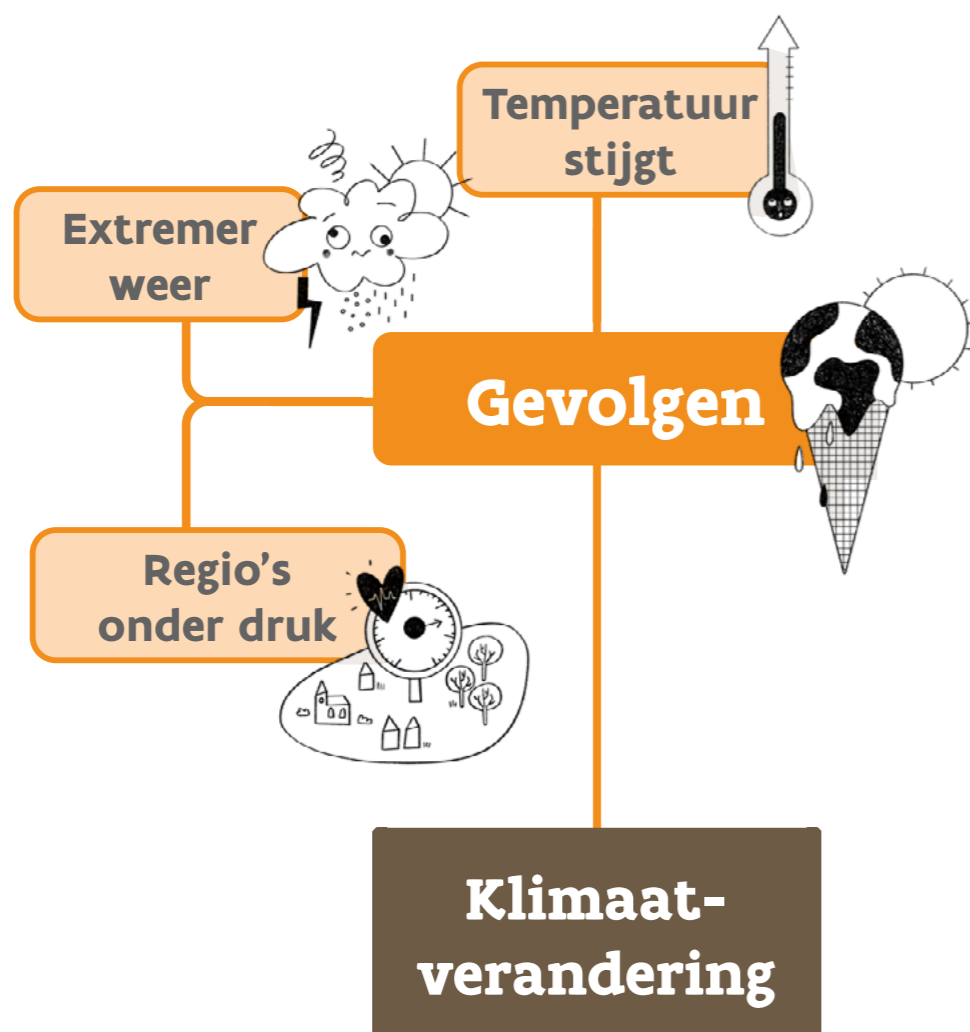 Temperatuur
stijgt
Extremer
weer
Gevolgen
Regio’s
onder druk
Klimaat-
verandering